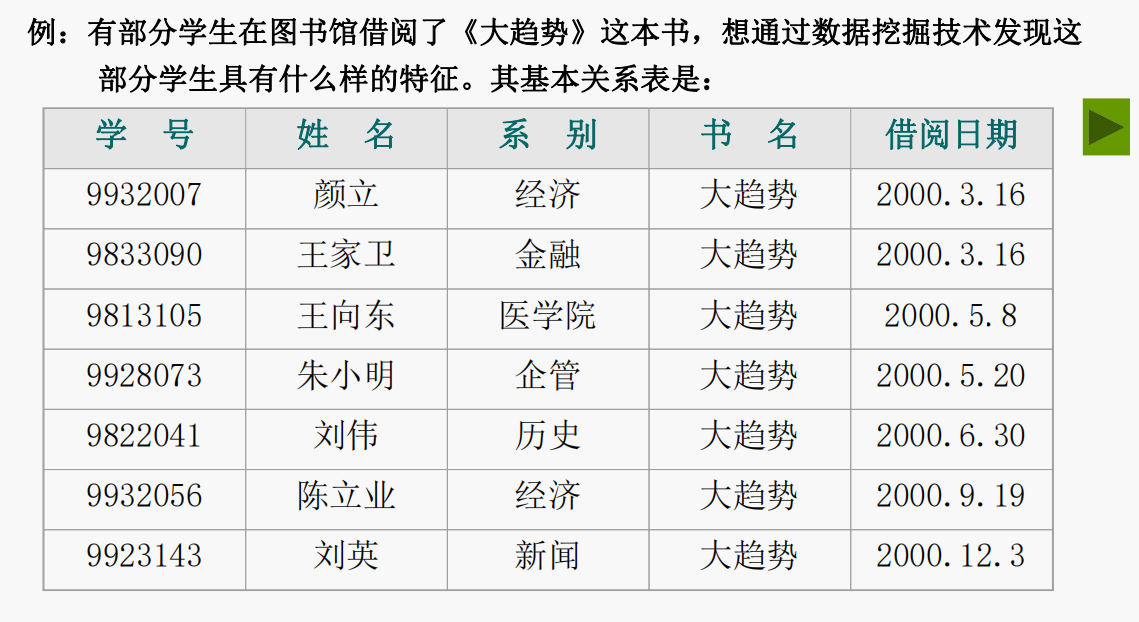 例：有部分学生在图书馆借阅了《大趋势》这本书，想通过数据挖掘技术发现这
部分学生具有什么样的特征。其基本关系表是：
学 号 姓 名 系 别 书 名 借阅日期
9932007 颜立 经济 大趋势 2000.3.16
9833090 王家卫 金融 大趋势 2000.3.16
9813105 王向东 医学院 大趋势 2000.5.8
9928073 朱小明 企管 大趋势 2000.5.20
9822041 刘伟 历史 大趋势 2000.6.30
9932056 陈立业 经济 大趋势 2000.9.19
9923143 刘英 新闻 大趋势 2000.12.3